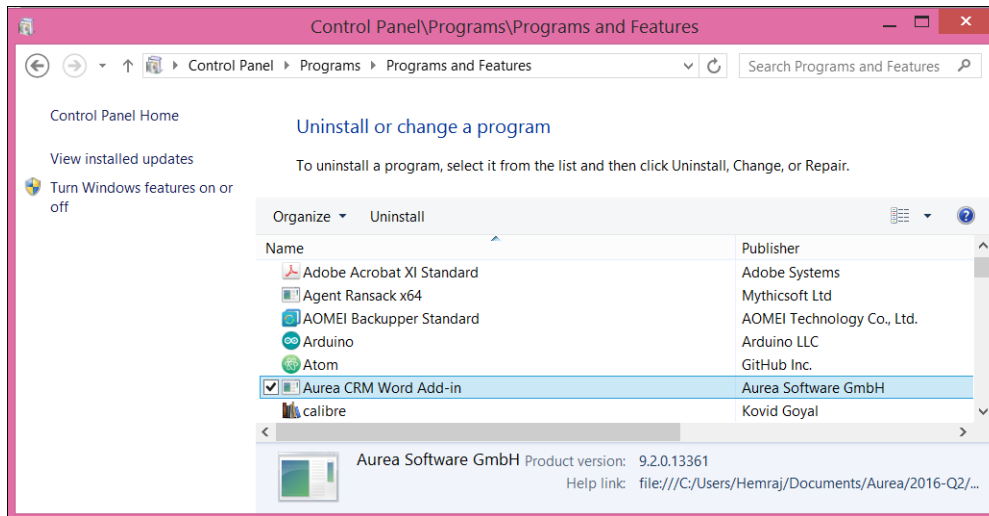 Control Panel\Programs\Programs and Features
Control Panel Programs Programs and Features
Search Programs and Features
Control Panel Home
View installed updates
Turn Windows features on or
off
Uninstall or change a program
To uninstall a program, select it from the list and then click Uninstall, Change, or Repair.
Organize Uninstall
Name Publisher
Adobe Acrobat XI Standard Adobe Systems
Agent Ransack x64 Mythicsoft Ltd
AOMEI Backupper Standard AOMEI Technology Co., Ltd.
Arduino Arduino LLC
Atom GitHub Inc.
Aurea CRM Word Add-in Aurea Software GmbH
calibre Kovid Goyal
Aurea Software GmbH Product version: 9.2.0.13361
Help link: file:///C:/Users/Hemraj/Documents/Aurea/2016-Q2/...